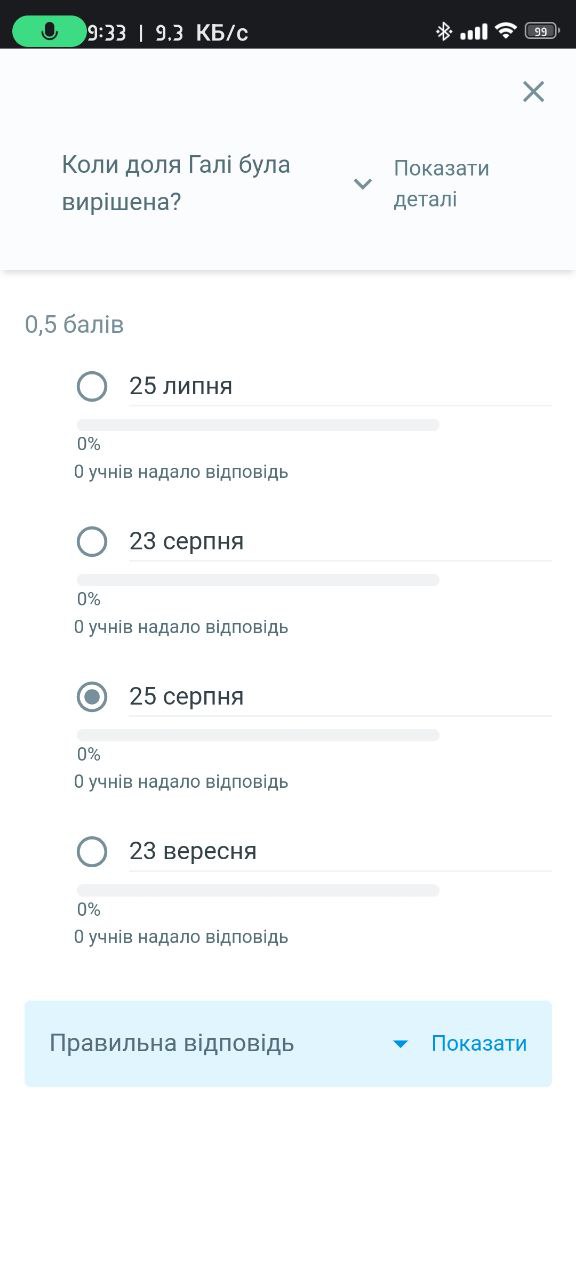 9:33 | 9.3 КБ/с
99
Коли доля Галі була
вирішена?
Показати
деталі
0,5 балів
25 липня
0%
0 учнів надало відповідь
23 серпня
0%
0 учнів надало відповідь
25 серпня
0%
0 учнів надало відповідь
23 вересня
0%
0 учнів надало відповідь
Правильна відповідь
Показати